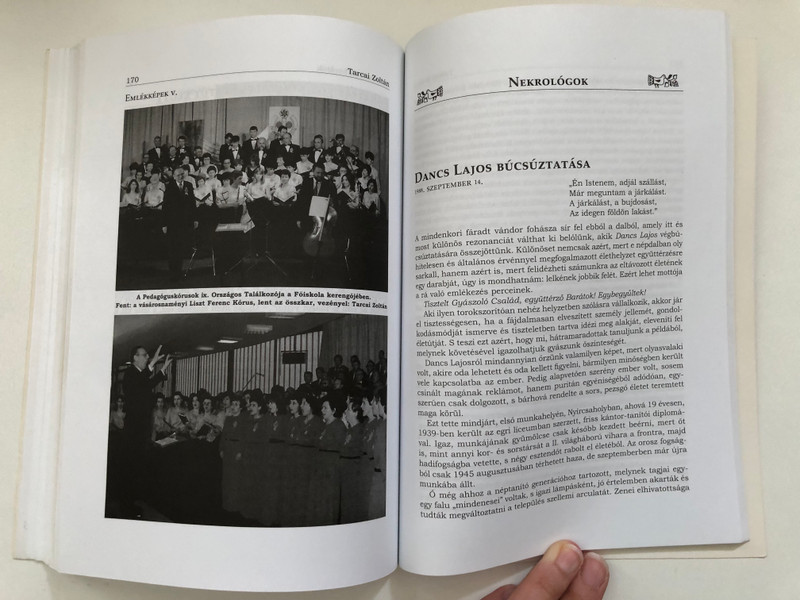 170
Tarcai Zoltán
Emlékképek v.
A Pedagóguskórusok ix. Országos Találkozója a Főiskola kerengőjében.
Fent: a vásárosnaményi Liszt Ferenc Kórus, lent az összkar, vezényel: Tarcai Zoltán
Nekrológok
Dancs Lajos búcsúztatása
1988. szeptember 14.
„Én Istenem, adjál szállást,
Már meguntam a járkálást.
A járkálást, a bujdosást,
Az idegen földön lakást."
A mindenkori fáradt vándor fohásza sír fel ebből a dalból, amely itt és
most különös rezonanciát válthat ki belőlünk, akik Dancs Lajos végbú-
csúztatására összejöttünk. Különöset nemcsak azért, mert e népdalban oly
hitelesen és általános érvénnyel megfogalmazott élethelyzet együttérzésre
sarkall, hanem azért is, mert felidézheti számunkra az eltávozott életének
egy darabját, úgy is mondhatnám: lelkének jobbik felét. Ezért lehet mottója
a rá való emlékezés perceinek.
Tisztelt Gyászoló Család, együttérző Barátok! Egybegyűltek!
Aki ilyen torokszorítóan nehéz helyzetben szólásra vállalkozik, akkor jár
el tisztességesen, ha a fájdalmasan elveszített személy jellemét, gondol-
kodásmódját ismerve és tiszteletben tartva idézi meg alakját, eleveníti fel
életútját. S teszi ezt azért, hogy mi, hátramaradottak tanuljunk a példából,
melynek követésével igazolhatjuk gyászunk őszinteségét.
Dancs Lajosról mindannyian őrzünk valamilyen képet, mert olyasvalaki
volt, akire oda lehetett és oda kellett figyelni, bármilyen minőségben került
vele kapcsolatba az ember. Pedig alapvetően szerény ember volt, sosem
csinált magának reklámot, hanem puritán egyéniségéből adódóan, egy-
szerűen csak dolgozott, s bárhová rendelte a sors, pezsgő életet teremtett
maga körül.
Ezt tette mindjárt, első munkahelyén, Nyírcsaholyban, ahová 19 évesen,
1939-ben került az egri líceumban szerzett, friss kántor-tanítói diplomá-
val. Igaz, munkájának gyümölcse csak később kezdett beérni, mert őt
is, mint annyi kor- és sorstársát a II. világháború vihara a frontra, majd
hadifogságba vetette, s négy esztendőt rabolt el életéből. Az orosz fogság-
ból csak 1945 augusztusában térhetett haza, de szeptemberben már újra
munkába állt.
Ő még ahhoz a néptanító generációhoz tartozott, melynek tagjai egy-
egy falu „mindenesei" voltak, s igazi lámpásként, jó értelemben akarták és
tudták megváltoztatni a település szellemi arculatát. Zenei elhivatottsága